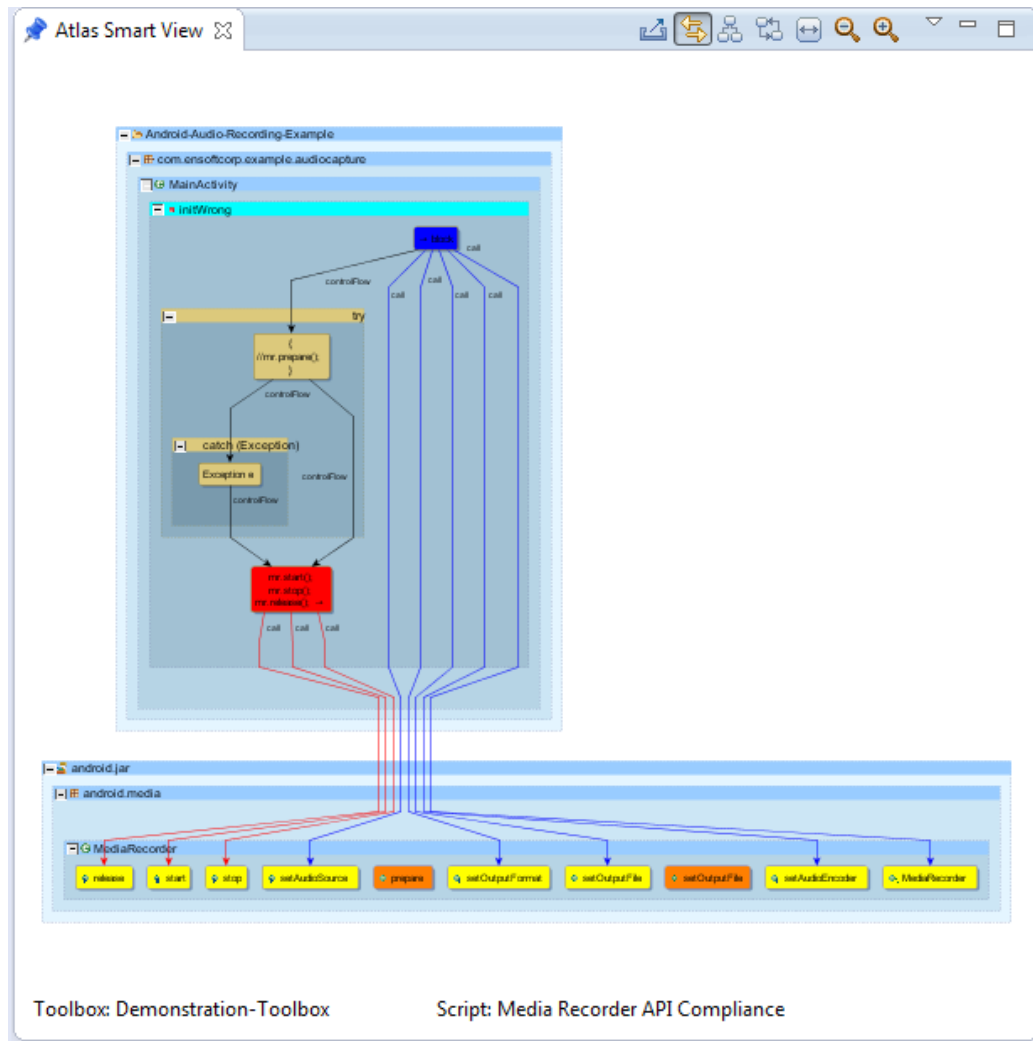 Atlas Smart View
Android-Audio-Recording-Example
com.ensoftcorp.example.audiocapture
MainActivity
initWrong
call
controlFlow
call
call
call
call
try
{
//mr.prepare();
}
controlFlow
catch (Exception)
Exception e
controlFlow
controlFlow
mr.start();
mr.stop();
mr.release(); →
call call call
android.jar
android.media
MediaRecorder
release start stop setAudioSource prepare setOutputFormat setOutputFile setOutputFile setAudioEncoder MediaRecorder
Toolbox: Demonstration-Toolbox Script: Media Recorder API Compliance